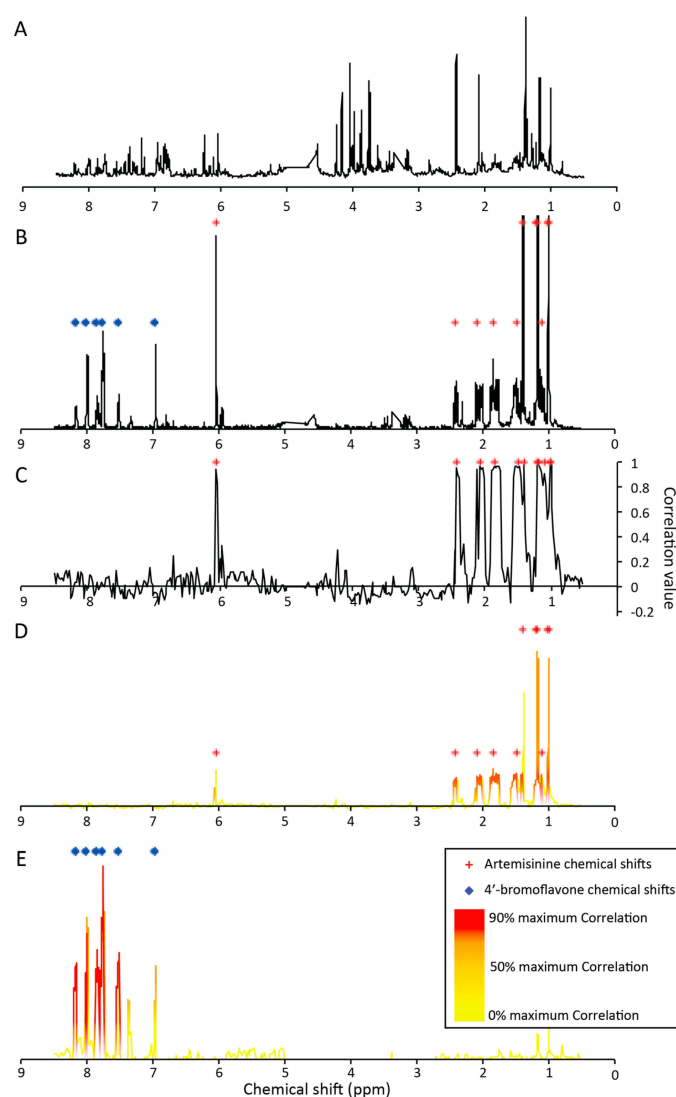 A
9 8 7 6 5 4 3 2 1 0
B
9 8 7 6 5 4 3 2 1 0
C
1
0.8
0.6
0.4
0.2
0
-0.2
Correlation value
9 8 7 6 5 4 3 2 1
D
9 8 7 6 5 4 3 2 1 0
E
Artemisinine chemical shifts
4'-bromoflavone chemical shifts
90% maximum Correlation
50% maximum Correlation
0% maximum Correlation
9 8 7 6 5 4 3 2 1 0
Chemical shift (ppm)